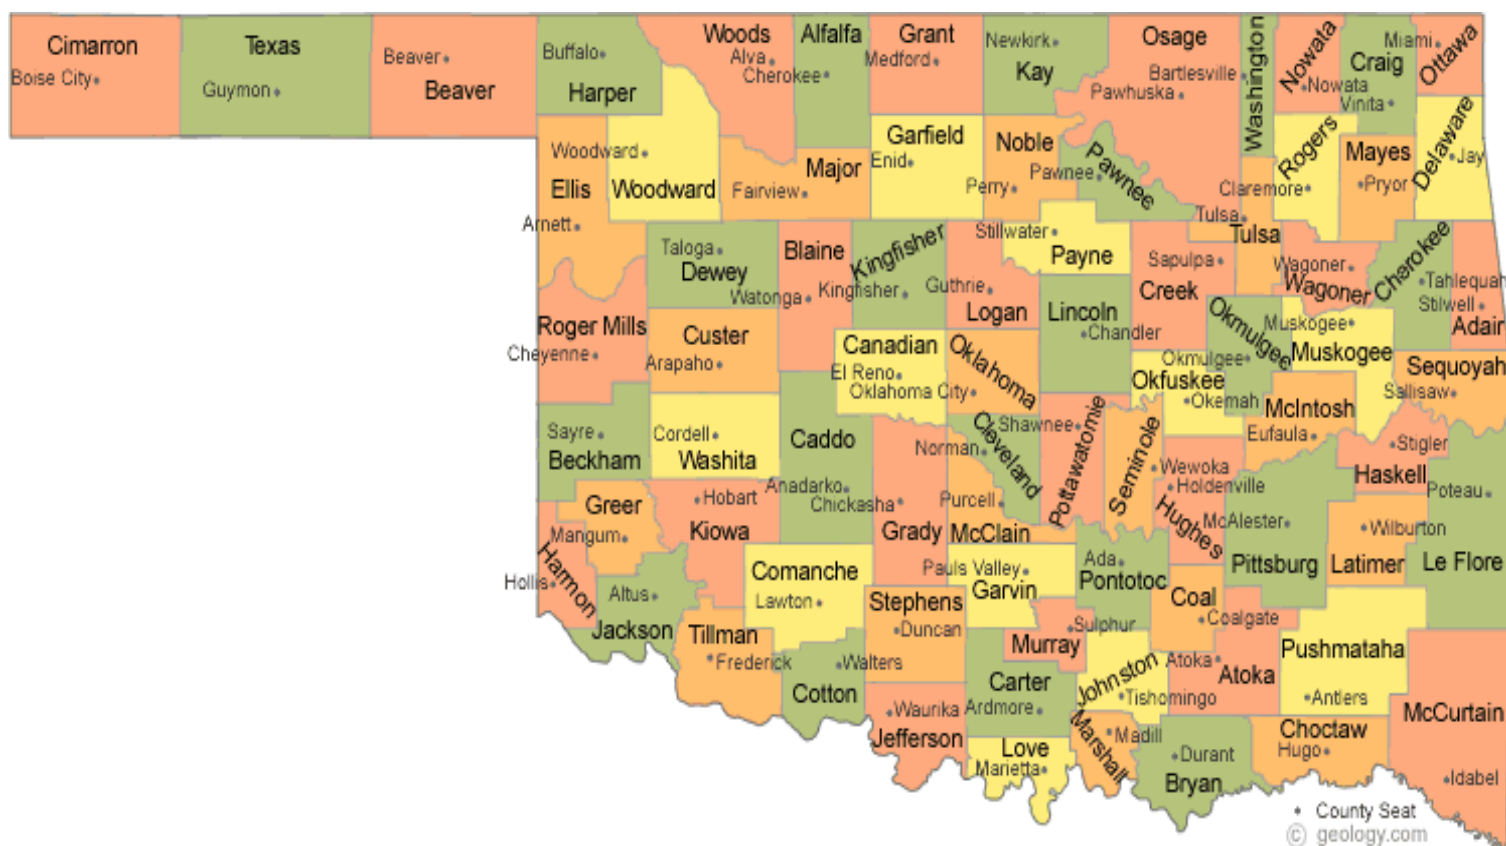 Cimarron
Boise City
Texas
Guymon
Beaver
Beaver
Buffalo
Harper
Woods
Alva
Alfalfa
Cherokee
Grant
Medford
Newkirk
Kay
Osage
Bartlesville
Pawhuska
Washington
Nowata
Nowata
Craig
Vinita
Miami
Ottawa
Woodward
Woodward
Ellis
Arnett
Fairview
Major
Garfield
Enid
Noble
Perry
Pawnee
Pawnee
Rogers
Claremore
Mayes
Pryor
Delaware
Jay
Tulsa
Tulsa
Taloga
Dewey
Blaine
Watonga
Kingfisher
Kingfisher
Guthrie
Logan
Stillwater
Payne
Sapulpa
Creek
Wagoner
Wagoner
Cherokee
Tahlequah
Stilwell
Adair
Roger Mills
Cheyenne
Custer
Arapaho
Canadian
El Reno
Oklahoma City
Oklahoma
Lincoln
Chandler
Okmulgee
Okmulgee
Muskogee
Muskogee
Sequoyah
Sallisaw
Okfuskee
Okemah
McIntosh
Eufaula
Sayre
Beckham
Cordell
Washita
Caddo
Anadarko
Chickasha
Grady
Norman
Cleveland
Shawnee
Pottawatomie
Seminole
Wewoka
Holdenville
Hughes
Stigler
Haskell
Poteau
Le Flore
Greer
Mangum
Hobart
Kiowa
Purcell
McClain
McAlester
Pittsburg
Wilburton
Latimer
Hollis
Harmon
Altus
Jackson
Comanche
Lawton
Stephens
Duncan
Pauls Valley
Garvin
Ada
Pontotoc
Coal
Coalgate
Tillman
Frederick
Walters
Cotton
Murray
Sulphur
Carter
Ardmore
Johnston
Tishomingo
Atoka
Atoka
Pushmataha
Antlers
McCurtain
Idabel
Waurika
Jefferson
Love
Marietta
Marshall
Madill
Durant
Bryan
Choctaw
Hugo
County Seat
© geology.com